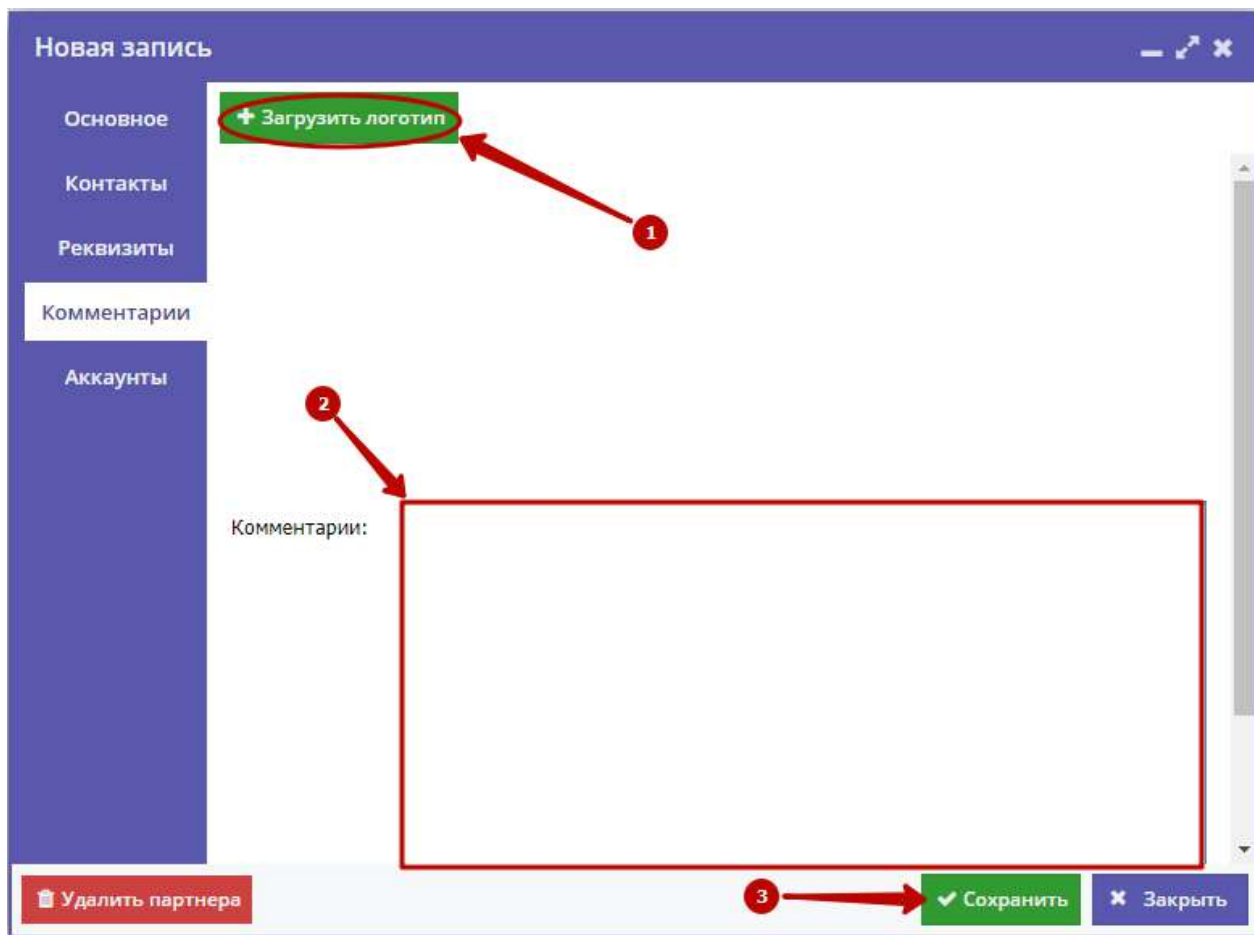 Новая запись
Основное
Загрузить логотип
Контакты
1
Реквизиты
Комментарии
Аккаунты
2
Комментарии:
Удалить партнера
3
Сохранить
Закрыть